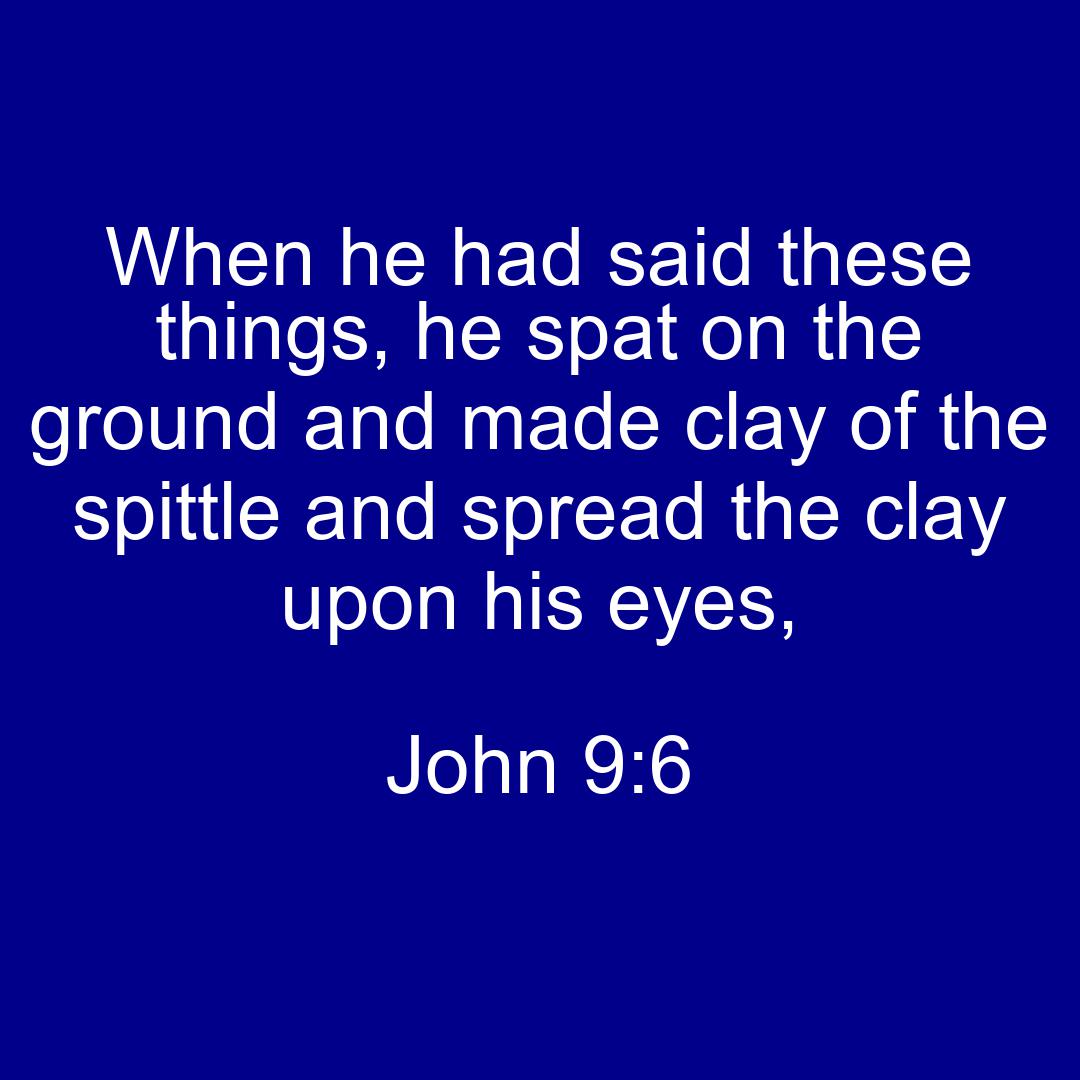 When he had said these
things, he spat on the
ground and made clay of the
spittle and spread the clay
upon his eyes,
John 9:6